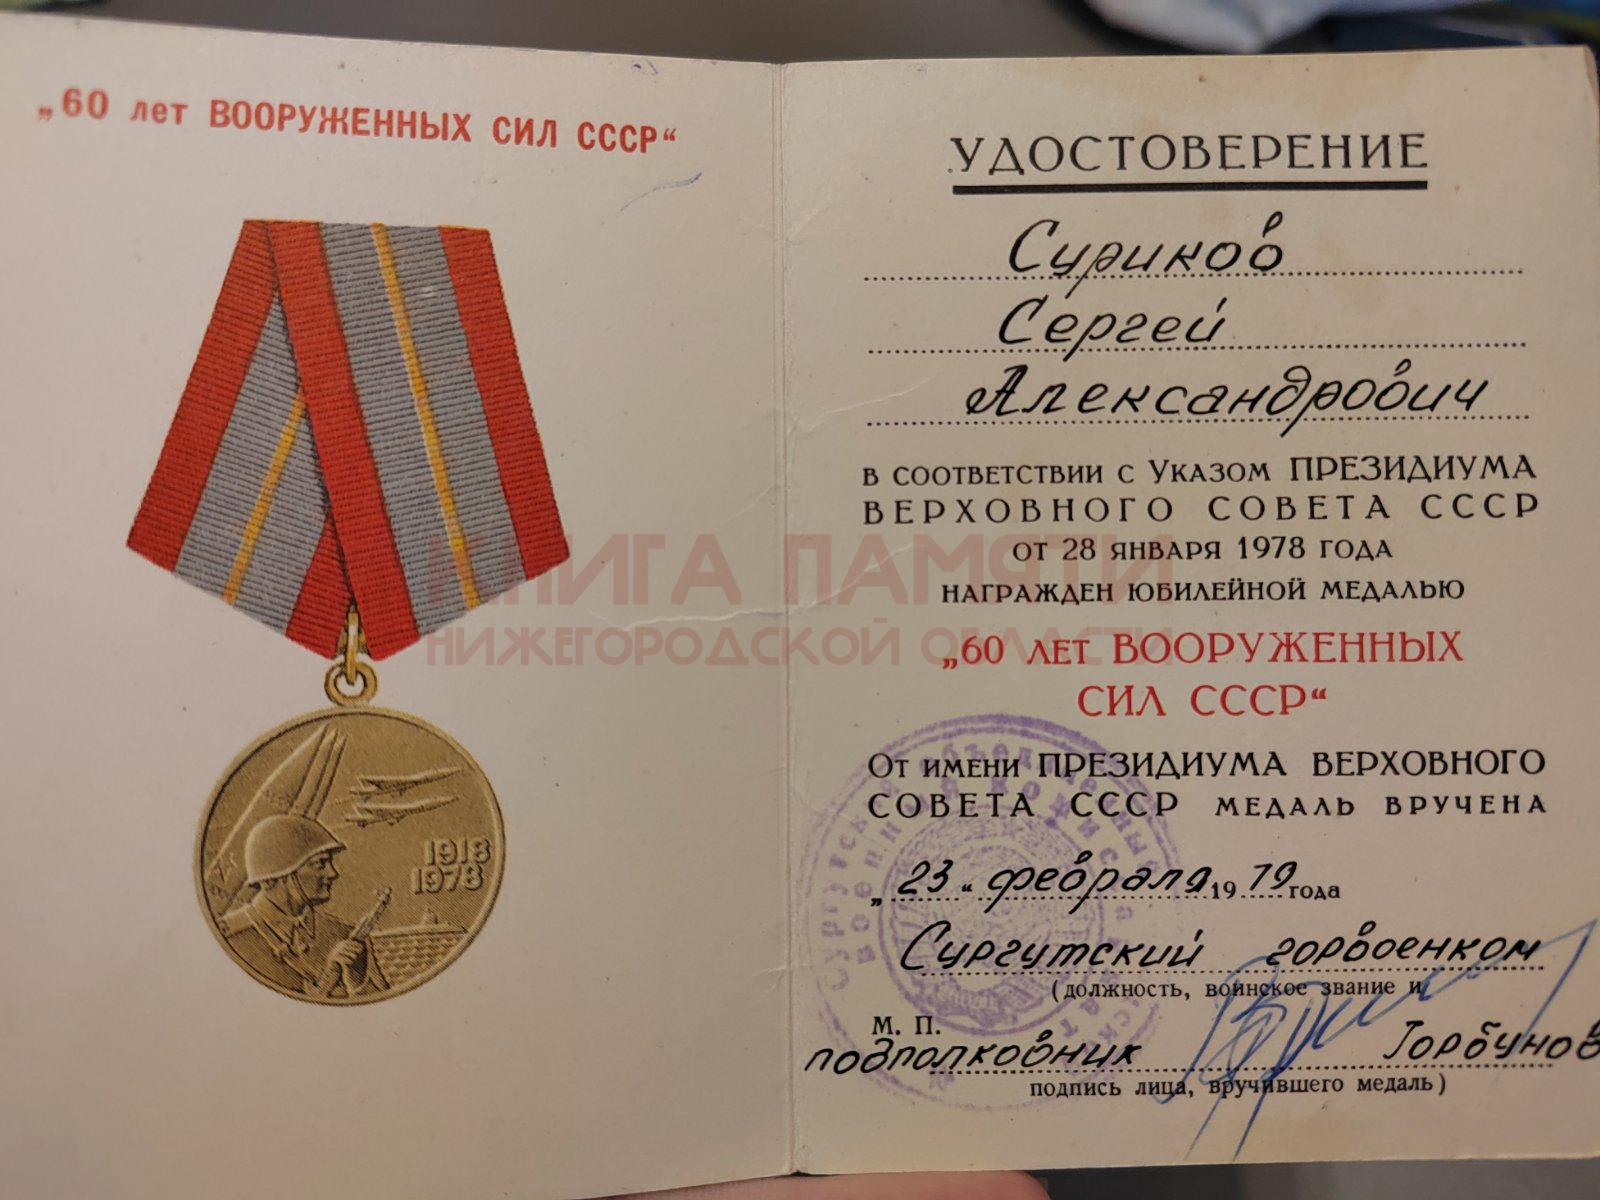 „60 лет ВООРУЖЕННЫХ СИЛ СССР“
1918
1978
УДОСТОВЕРЕНИЕ
Суриков
Сергей
Александрович
В СООТВЕТСТВИИ С УКАЗОМ ПРЕЗИДИУМА
ВЕРХОВНОГО СОВЕТА СССР
ОТ 28 ЯНВАРЯ 1978 ГОДА
НАГРАЖДЕН ЮБИЛЕЙНОЙ МЕДАЛЬЮ
„60 ЛЕТ ВООРУЖЕННЫХ
СИЛ СССР“
ОТ ИМЕНИ ПРЕЗИДИУМА ВЕРХОВНОГО
СОВЕТА СССР МЕДАЛЬ ВРУЧЕНА
„23“ февраля 1979 года
Сургутский горвоенком
(должность, воинское звание и
М. П.
подполковник Горбунов
подпись лица, вручившего медаль)
КНИГА ПАМЯТИ
НИЖЕГОРОДСКОЙ ОБЛАСТИ